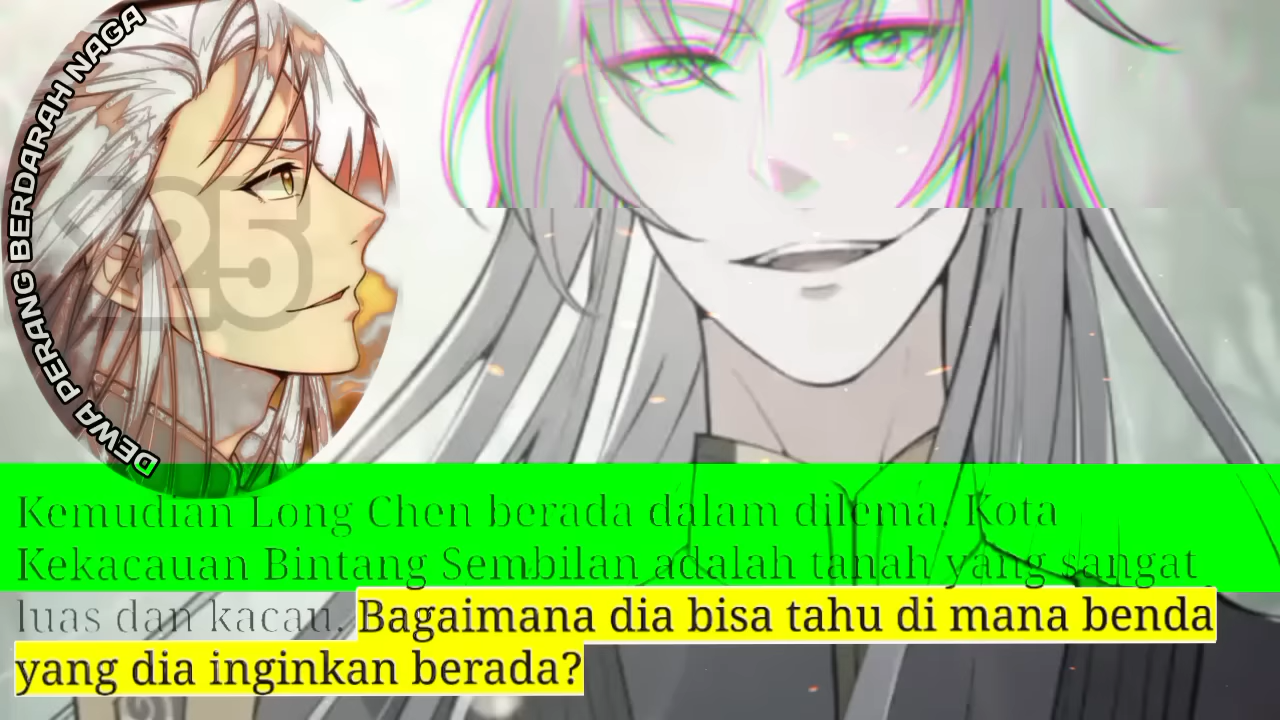 DEWA PERANG BERDARAH NAGA
125
Kemudian Long Chen berada dalam dilema. Kota
Kekacauan Bintang Sembilan adalah tanah yang sangat
luas dan kacau. Bagaimana dia bisa tahu di mana benda
yang dia inginkan berada?